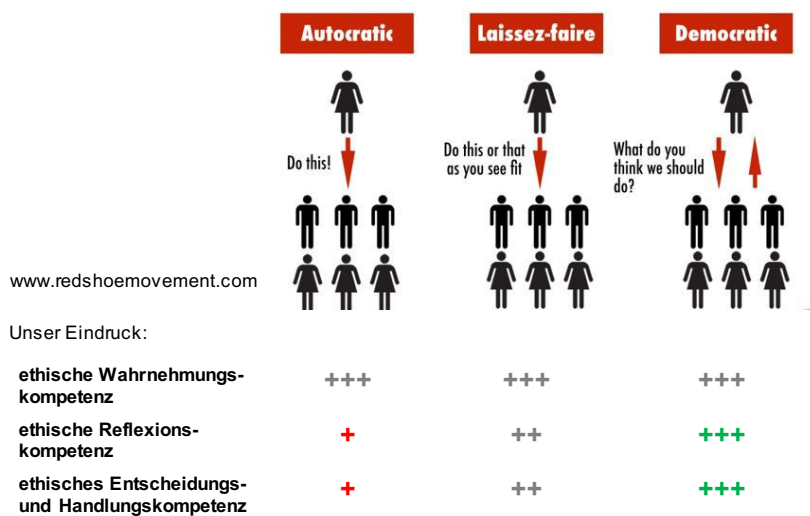 Autocratic Laissez-faire Democratic
Do this!
Do this or that
as you see fit
What do you
think we should
do?
www.redshoemovement.com
Unser Eindruck:
ethische Wahrnehmungs-
kompetenz
+++ +++ +++
ethische Reflexions-
kompetenz
+ ++ +++
ethisches Entscheidungs-
und Handlungskompetenz
+ ++ +++